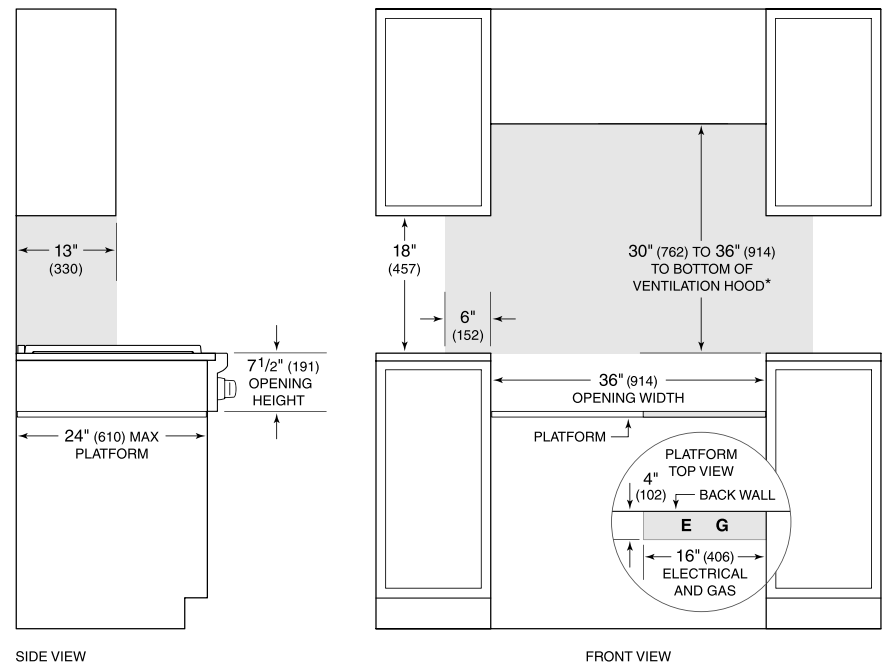 13"
(330)
7 1/2" (191)
OPENING
HEIGHT
24" (610) MAX
PLATFORM
SIDE VIEW
18"
(457)
30" (762) TO 36" (914)
TO BOTTOM OF
VENTILATION HOOD*
6"
(152)
36" (914)
OPENING WIDTH
PLATFORM
PLATFORM
TOP VIEW
4"
(102)
BACK WALL
E G
16" (406)
ELECTRICAL
AND GAS
FRONT VIEW